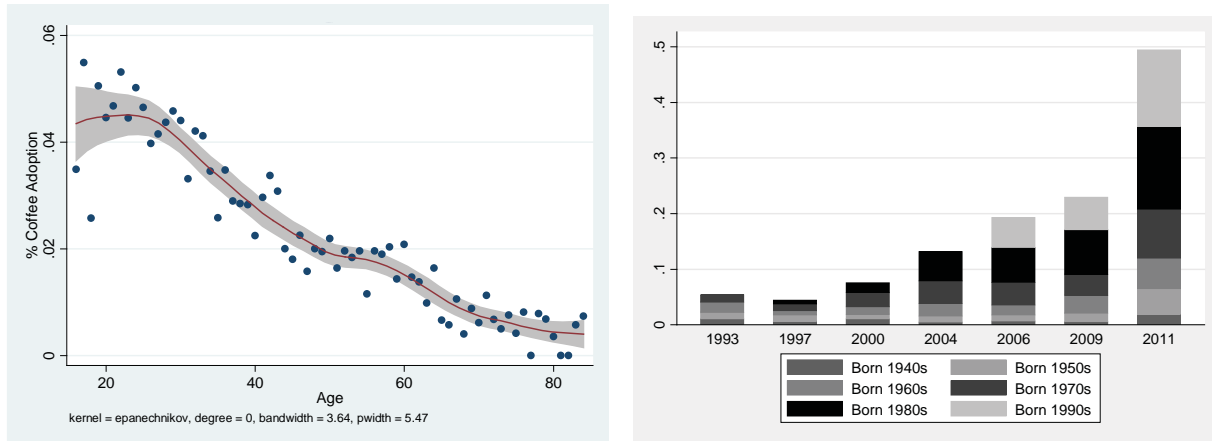 .06
.04
.02
0
% Coffee Adoption
20 40 60 80
Age
kernel = epanechnikov, degree = 0, bandwidth = 3.64, pwidth = 5.47
.5
.4
.3
.2
.1
0
1993 1997 2000 2004 2006 2009 2011
Born 1940s Born 1950s
Born 1960s Born 1970s
Born 1980s Born 1990s